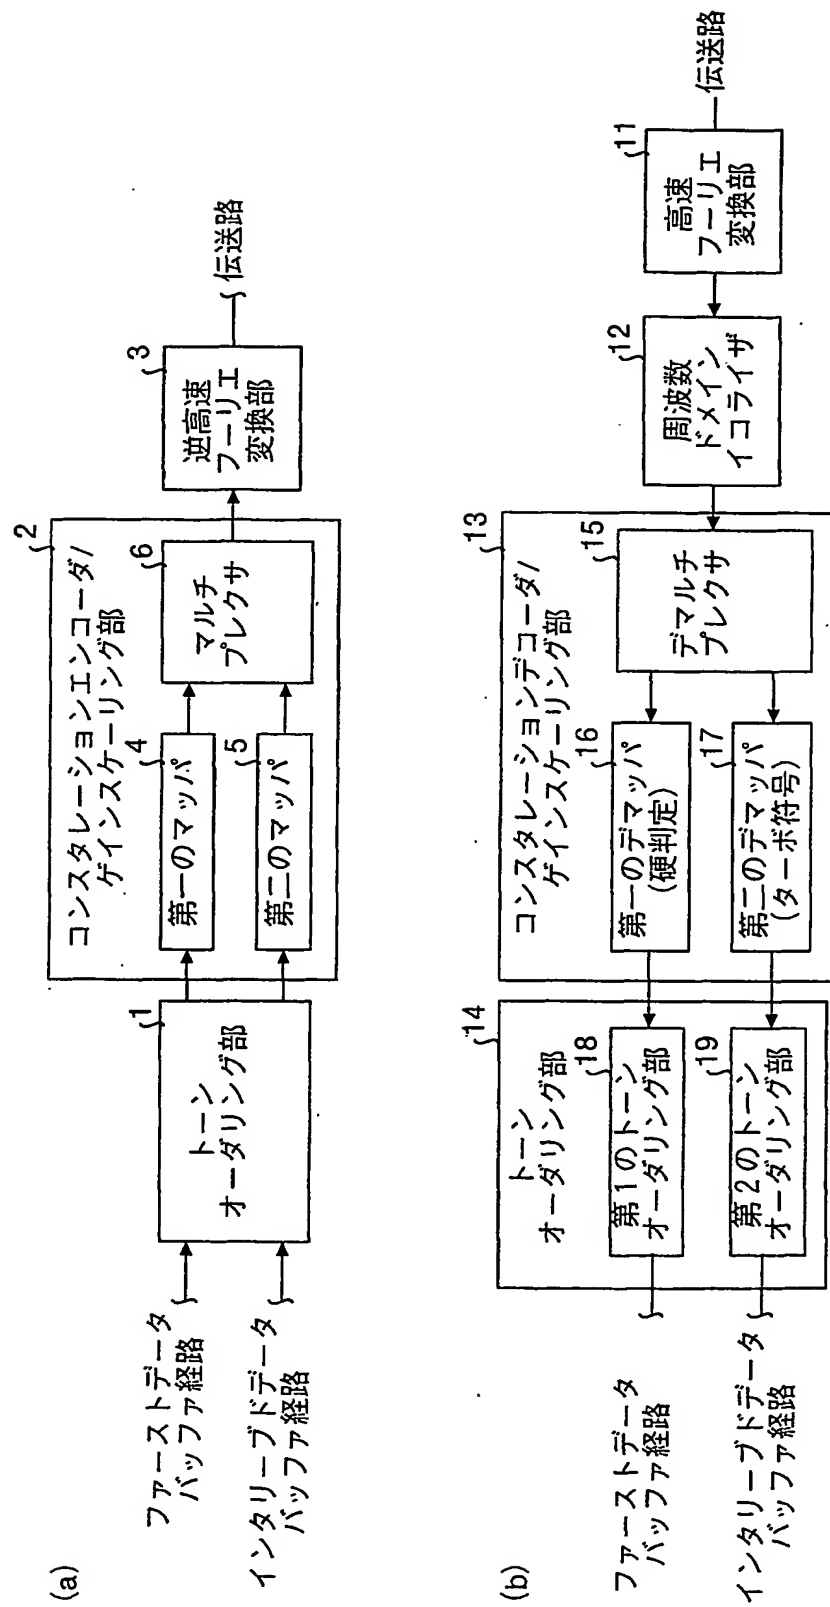 (a)
ファーストデータ
バッファ経路
インタリーブドデータ
バッファ経路
1
トーン
オーダリング部
2
コンスタレーションエンコーダ/
ゲインスケーリング部
4
第一のマッパ
5
第二のマッパ
6
マルチ
プレクサ
3
逆高速
フーリエ
変換部
伝送路
(b)
ファーストデータ
バッファ経路
インタリーブドデータ
バッファ経路
14
トーン
オーダリング部
18
第1のトーン
オーダリング部
19
第2のトーン
オーダリング部
13
コンスタレーションデコーダ/
ゲインスケーリング部
16
第一のデマッパ
(硬判定)
17
第二のデマッパ
(ターボ符号)
15
デマルチ
プレクサ
12
周波数
ドメイン
イコライザ
11
高速
フーリエ
変換部
伝送路